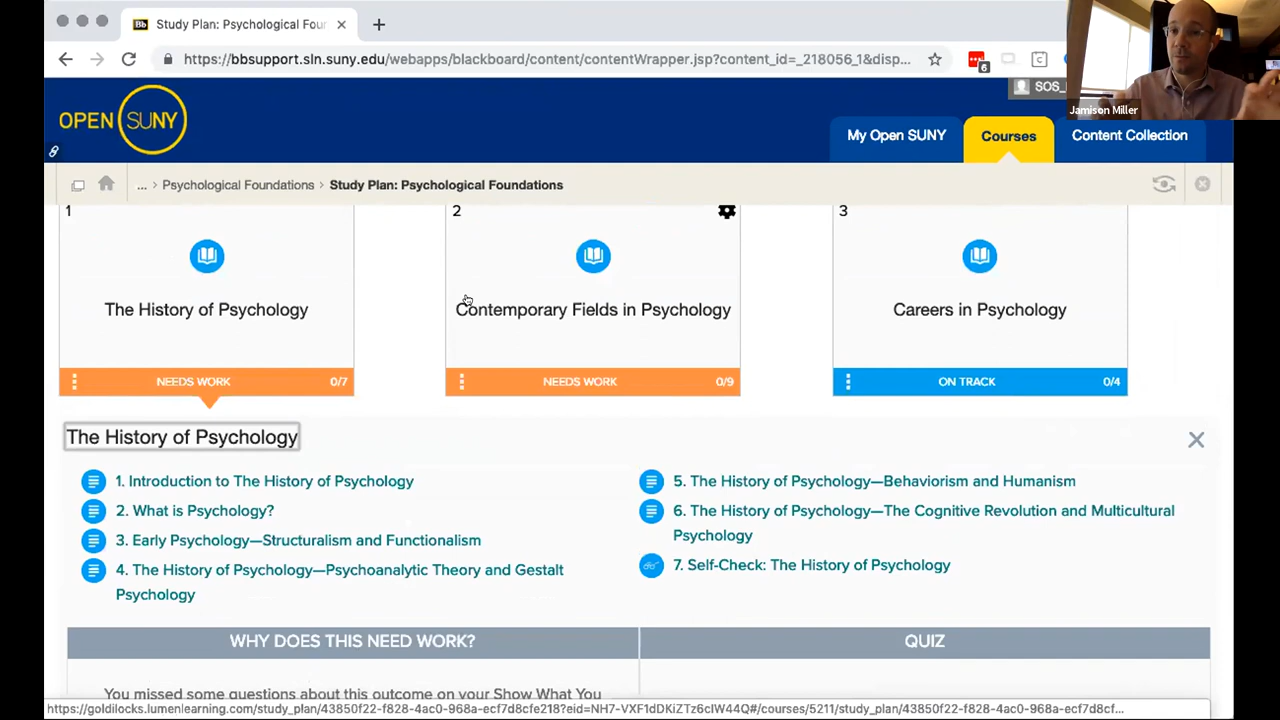 Bb Study Plan: Psychological Four
https://bbsupport.sln.suny.edu/webapps/blackboard/content/contentWrapper.jsp?content_id=_218056_1&disp...
6
C
SOS_
Jamison Miller
OPEN SUNY
My Open SUNY
Courses
Content Collection
... > Psychological Foundations > Study Plan: Psychological Foundations
1
2
3
The History of Psychology
Contemporary Fields in Psychology
Careers in Psychology
NEEDS WORK 0/7
NEEDS WORK 0/9
ON TRACK 0/4
The History of Psychology
1. Introduction to The History of Psychology
2. What is Psychology?
3. Early Psychology—Structuralism and Functionalism
4. The History of Psychology—Psychoanalytic Theory and Gestalt
Psychology
5. The History of Psychology—Behaviorism and Humanism
6. The History of Psychology—The Cognitive Revolution and Multicultural
Psychology
7. Self-Check: The History of Psychology
WHY DOES THIS NEED WORK?
QUIZ
You missed some questions about this outcome on your Show What You
https://goldilocks.lumenlearning.com/study_plan/43850f22-f828-4ac0-968a-ecf7d8cfe218?eid=NH7-VXF1dDKiZTz6cIW44Q#/courses/5211/study_plan/43850f22-f828-4ac0-968a-ecf7d8cf...